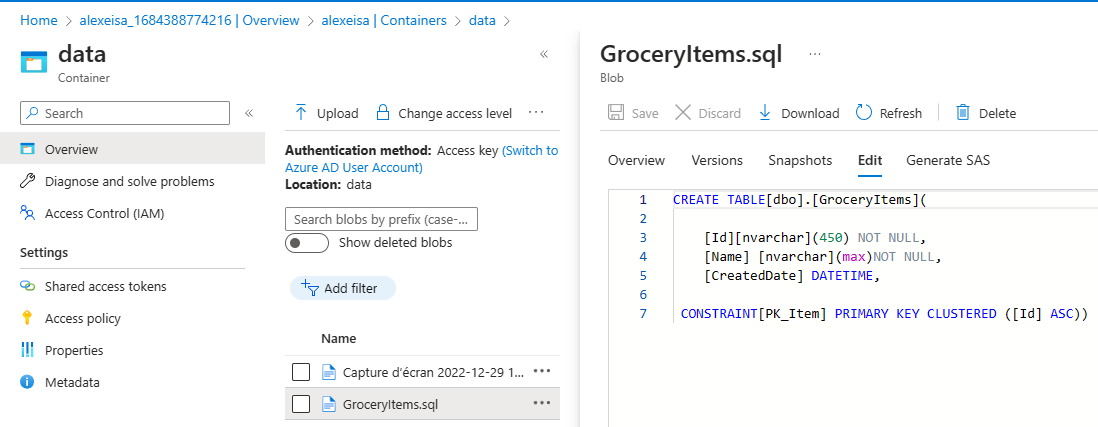 Home > alexeisa_1684388774216 | Overview > alexeisa | Containers > data >
data
Container
Search
Overview
Diagnose and solve problems
Access Control (IAM)
Settings
Shared access tokens
Access policy
Properties
Metadata
Upload
Change access level
Authentication method: Access key (Switch to
Azure AD User Account)
Location: data
Search blobs by prefix (case-...
Show deleted blobs
Add filter
Name
Capture d'écran 2022-12-29 1...
GroceryItems.sql
GroceryItems.sql
Blob
Save
Discard
Download
Refresh
Delete
Overview
Versions
Snapshots
Edit
Generate SAS
1 CREATE TABLE[dbo].[GroceryItems](
2
3 [Id][nvarchar](450) NOT NULL,
4 [Name] [nvarchar](max)NOT NULL,
5 [CreatedDate] DATETIME,
6
7 CONSTRAINT[PK_Item] PRIMARY KEY CLUSTERED ([Id] ASC))